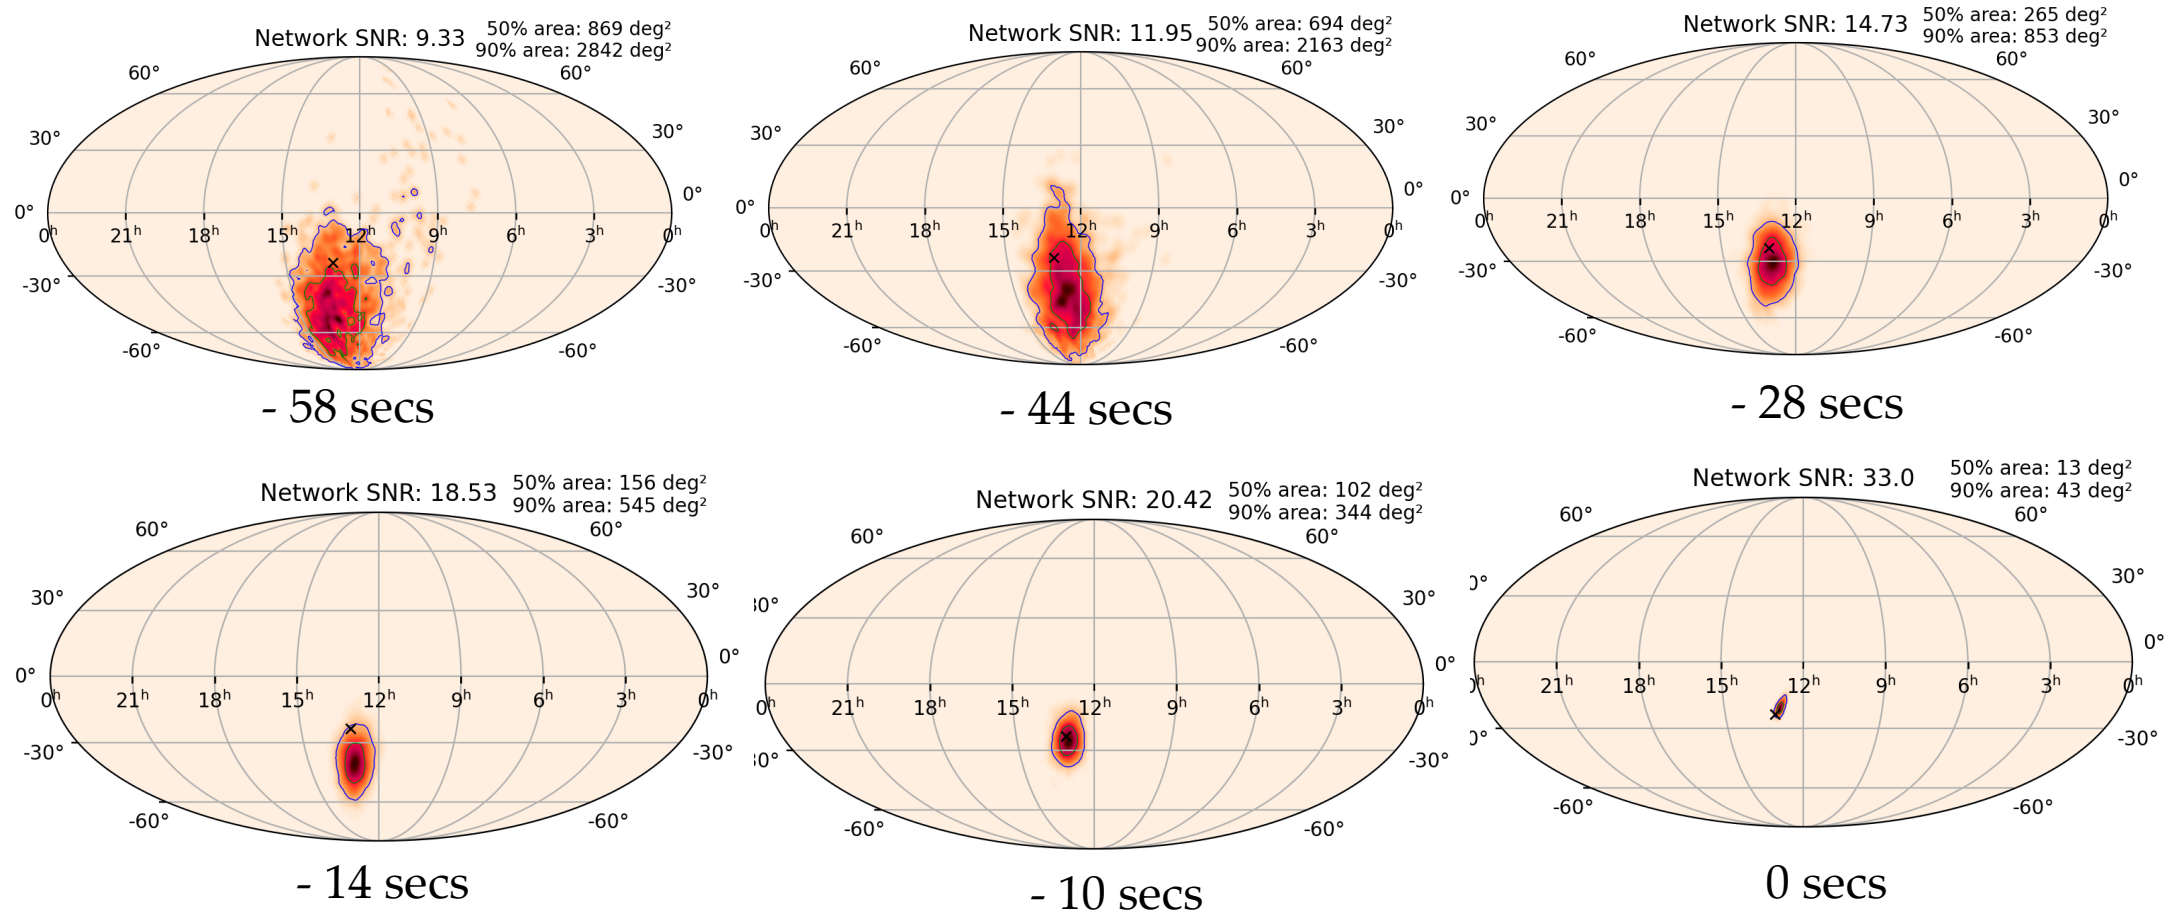 Network SNR: 9.33
50% area: 869 deg²
90% area: 2842 deg²
60°
60°
30°
30°
0°
0°
0ʰ
21ʰ
18ʰ
15ʰ
12ʰ
9ʰ
6ʰ
3ʰ
0ʰ
-30°
-30°
-60°
-60°
- 58 secs
Network SNR: 11.95
50% area: 694 deg²
90% area: 2163 deg²
60°
60°
30°
30°
0°
0°
0ʰ
21ʰ
18ʰ
15ʰ
12ʰ
9ʰ
6ʰ
3ʰ
0ʰ
-30°
-30°
-60°
-60°
- 44 secs
Network SNR: 14.73
50% area: 265 deg²
90% area: 853 deg²
60°
60°
30°
30°
0°
0°
0ʰ
21ʰ
18ʰ
15ʰ
12ʰ
9ʰ
6ʰ
3ʰ
0ʰ
-30°
-30°
-60°
-60°
- 28 secs
Network SNR: 18.53
50% area: 156 deg²
90% area: 545 deg²
60°
60°
30°
30°
0°
0°
0ʰ
21ʰ
18ʰ
15ʰ
12ʰ
9ʰ
6ʰ
3ʰ
0ʰ
-30°
-30°
-60°
-60°
- 14 secs
Network SNR: 20.42
50% area: 102 deg²
90% area: 344 deg²
60°
60°
30°
30°
0°
0ʰ
21ʰ
18ʰ
15ʰ
12ʰ
9ʰ
6ʰ
3ʰ
0ʰ
30°
-30°
-60°
-60°
- 10 secs
Network SNR: 33.0
50% area: 13 deg²
90% area: 43 deg²
60°
60°
0°
30°
0°
0ʰ
21ʰ
18ʰ
15ʰ
12ʰ
9ʰ
6ʰ
3ʰ
0ʰ
0°
-30°
-60°
-60°
0 secs